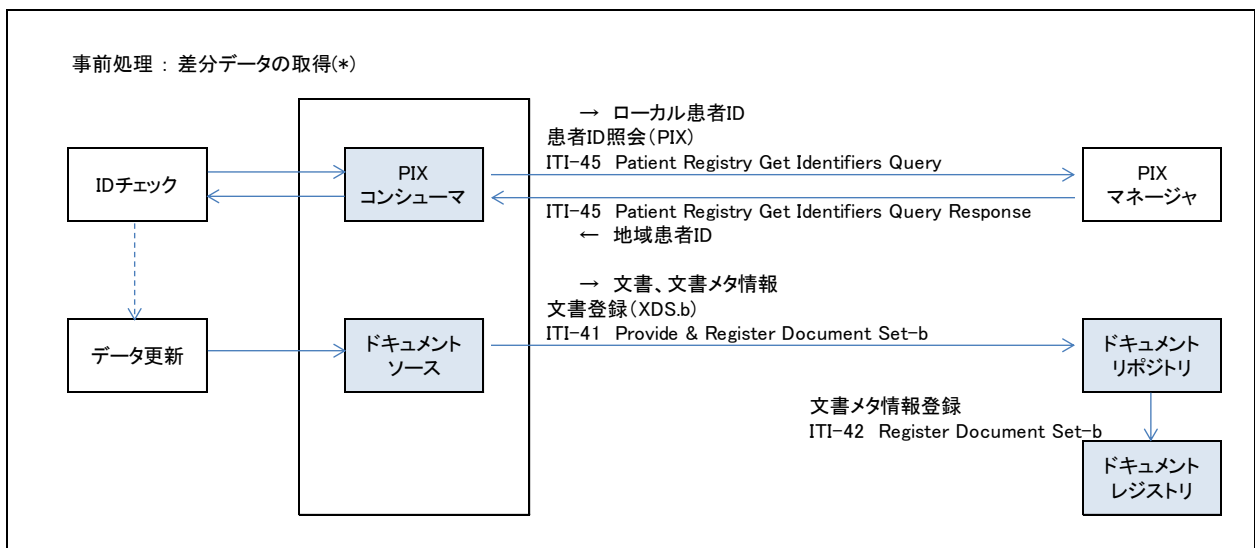 事前処理 : 差分データの取得(*)
→ ローカル患者ID
患者ID照会(PIX)
ITI-45 Patient Registry Get Identifiers Query
IDチェック
PIX
コンシューマ
PIX
マネージャ
ITI-45 Patient Registry Get Identifiers Query Response
← 地域患者ID
→ 文書、文書メタ情報
文書登録(XDS.b)
ITI-41 Provide & Register Document Set-b
データ更新
ドキュメント
ソース
ドキュメント
リポジトリ
文書メタ情報登録
ITI-42 Register Document Set-b
ドキュメント
レジストリ